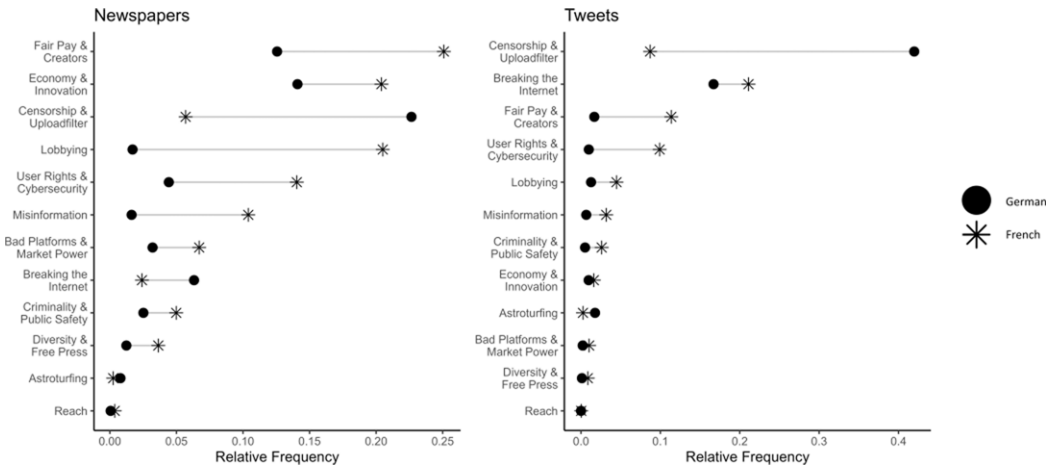 Newspapers
Fair Pay &
Creators
Economy &
Innovation
Censorship &
Uploadfilter
Lobbying
User Rights &
Cybersecurity
Misinformation
Bad Platforms &
Market Power
Breaking the
Internet
Criminality &
Public Safety
Diversity &
Free Press
Astroturfing
Reach
0.00 0.05 0.10 0.15 0.20 0.25
Relative Frequency
Tweets
Censorship &
Uploadfilter
Breaking the
Internet
Fair Pay &
Creators
User Rights &
Cybersecurity
Lobbying
Misinformation
Criminality &
Public Safety
Economy &
Innovation
Astroturfing
Bad Platforms &
Market Power
Diversity &
Free Press
Reach
0.0 0.1 0.2 0.3 0.4
Relative Frequency
German
French